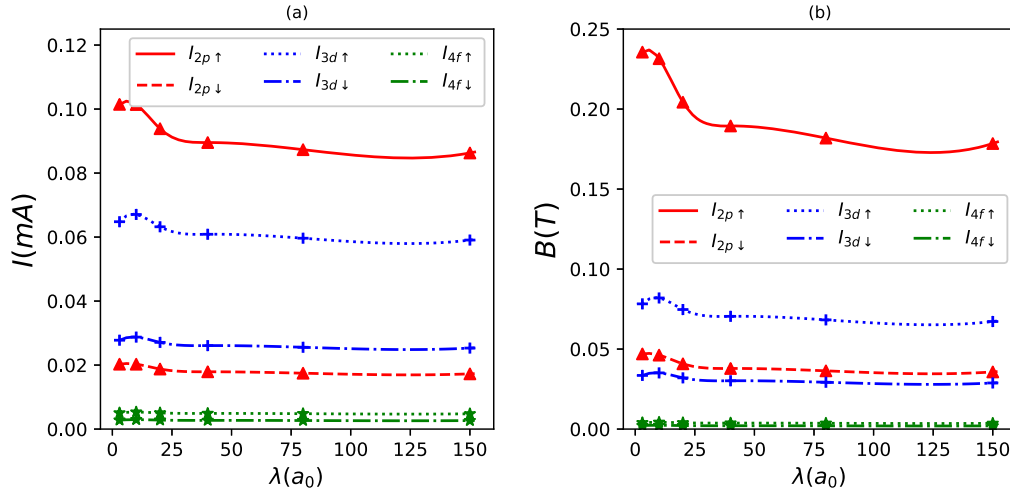 (a)
0.12
0.10
0.08
0.06
0.04
0.02
0.00
I(mA)
I2p↑ I3d↑ I4f↑
I2p↓ I3d↓ I4f↓
0 25 50 75 100 125 150
λ(a0)
(b)
0.25
0.20
0.15
0.10
0.05
0.00
B(T)
I2p↑ I3d↑ I4f↑
I2p↓ I3d↓ I4f↓
0 25 50 75 100 125 150
λ(a0)